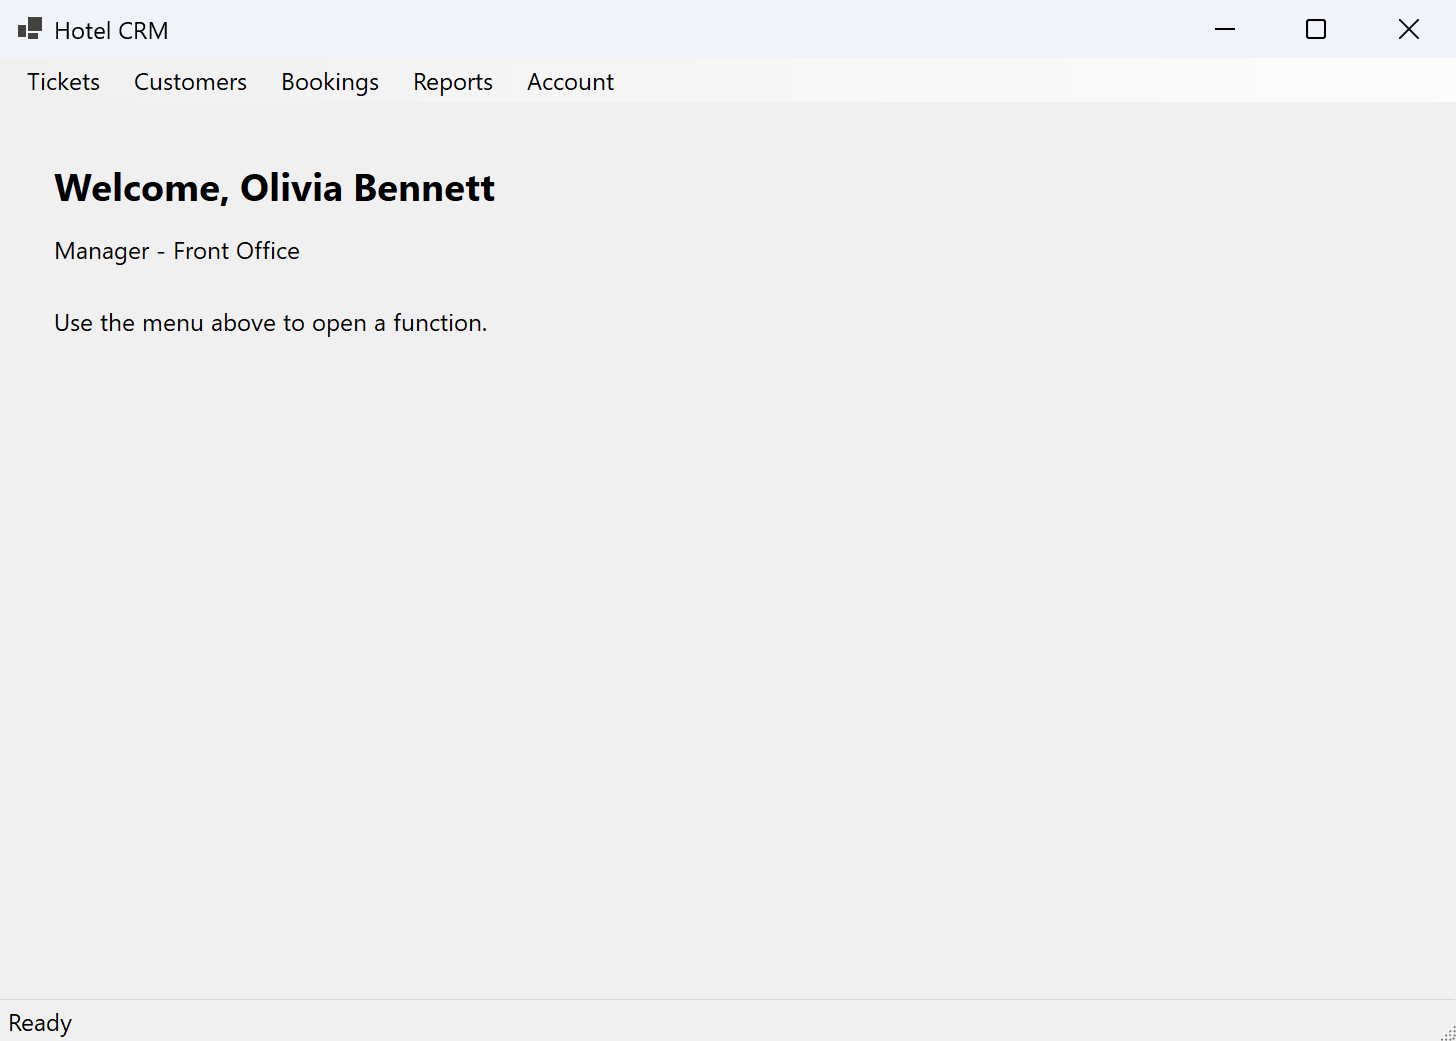 Hotel CRM
Tickets Customers Bookings Reports Account
Welcome, Olivia Bennett
Manager - Front Office
Use the menu above to open a function.
Ready